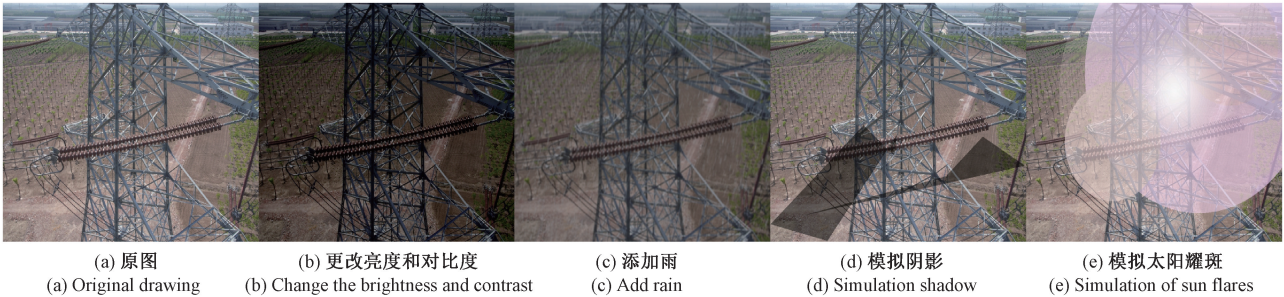 (a) 原图
(a) Original drawing
(b) 更改亮度和对比度
(b) Change the brightness and contrast
(c) 添加雨
(c) Add rain
(d) 模拟阴影
(d) Simulation shadow
(e) 模拟太阳耀斑
(e) Simulation of sun flares